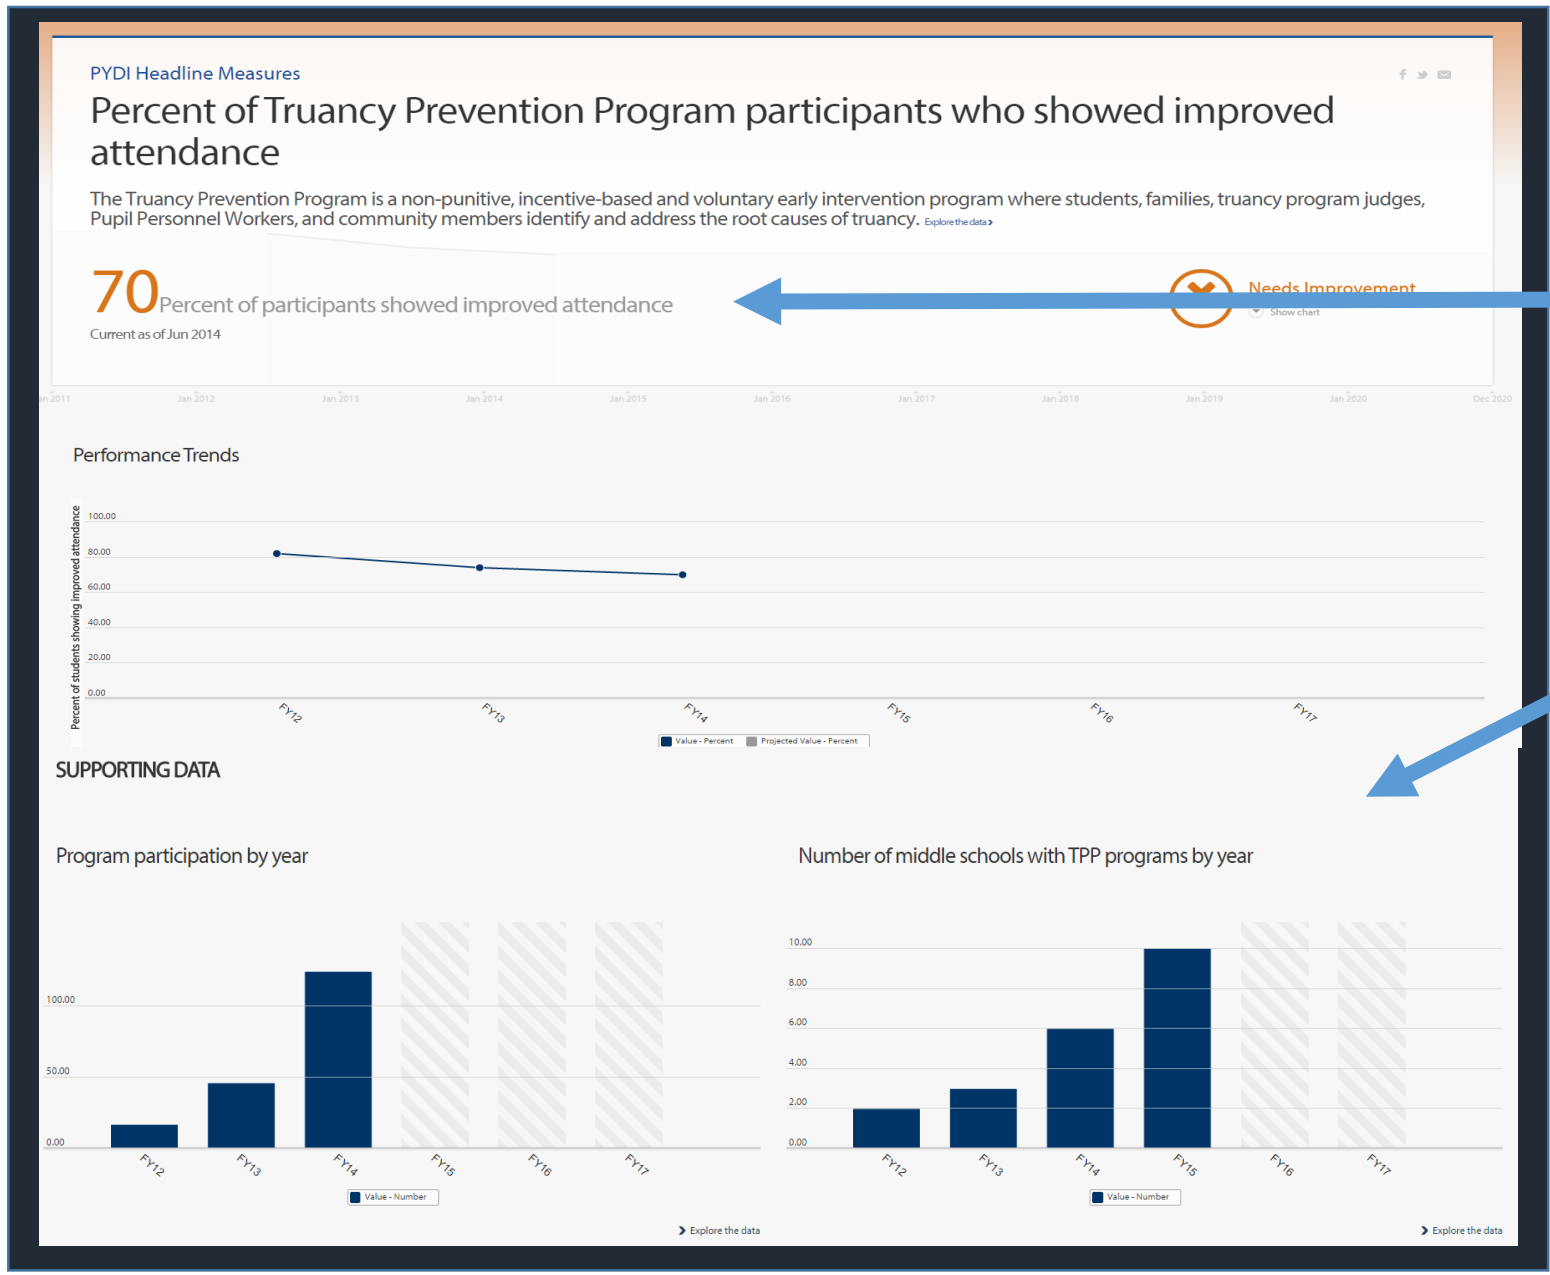 PYDI Headline Measures
Percent of Truancy Prevention Program participants who showed improved
attendance
The Truancy Prevention Program is a non-punitive, incentive-based and voluntary early intervention program where students, families, truancy program judges,
Pupil Personnel Workers, and community members identify and address the root causes of truancy. Explore the data
70 Percent of participants showed improved attendance
Current as of Jun 2014
Needs Improvement
Show chart
an 2011 Jan 2012 Jan 2013 Jan 2014 Jan 2015 Jan 2016 Jan 2017 Jan 2018 Jan 2019 Jan 2020 Dec 2020
Performance Trends
Percent of students showing improved attendance
100.00
80.00
60.00
40.00
20.00
0.00
FY12 FY13 FY14 FY15 FY16 FY17
Value - Percent Projected Value - Percent
SUPPORTING DATA
Program participation by year
100.00
50.00
0.00
FY12 FY13 FY14 FY15 FY16 FY17
Value - Number
Explore the data
Number of middle schools with TPP programs by year
10.00
8.00
6.00
4.00
2.00
0.00
FY12 FY13 FY14 FY15 FY16 FY17
Value - Number
Explore the data